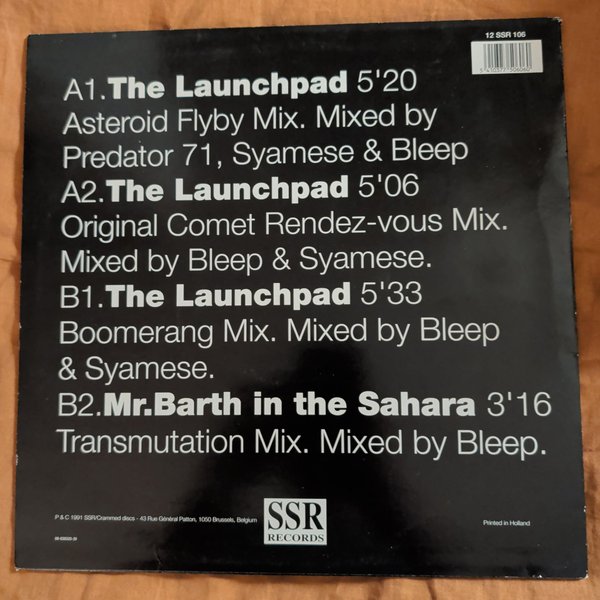 12 SSR 106
A1.The Launchpad 5'20
Asteroid Flyby Mix. Mixed by
Predator 71, Syamese & Bleep
A2.The Launchpad 5'06
Original Comet Rendez-vous Mix.
Mixed by Bleep & Syamese.
B1.The Launchpad 5'33
Boomerang Mix. Mixed by Bleep
& Syamese.
B2.Mr.Barth in the Sahara 3'16
Transmutation Mix. Mixed by Bleep.
P & C 1991 SSR/Crammed discs - 43 Rue Général Patton, 1050 Brussels, Belgium
SSR
RECORDS
Printed in Holland